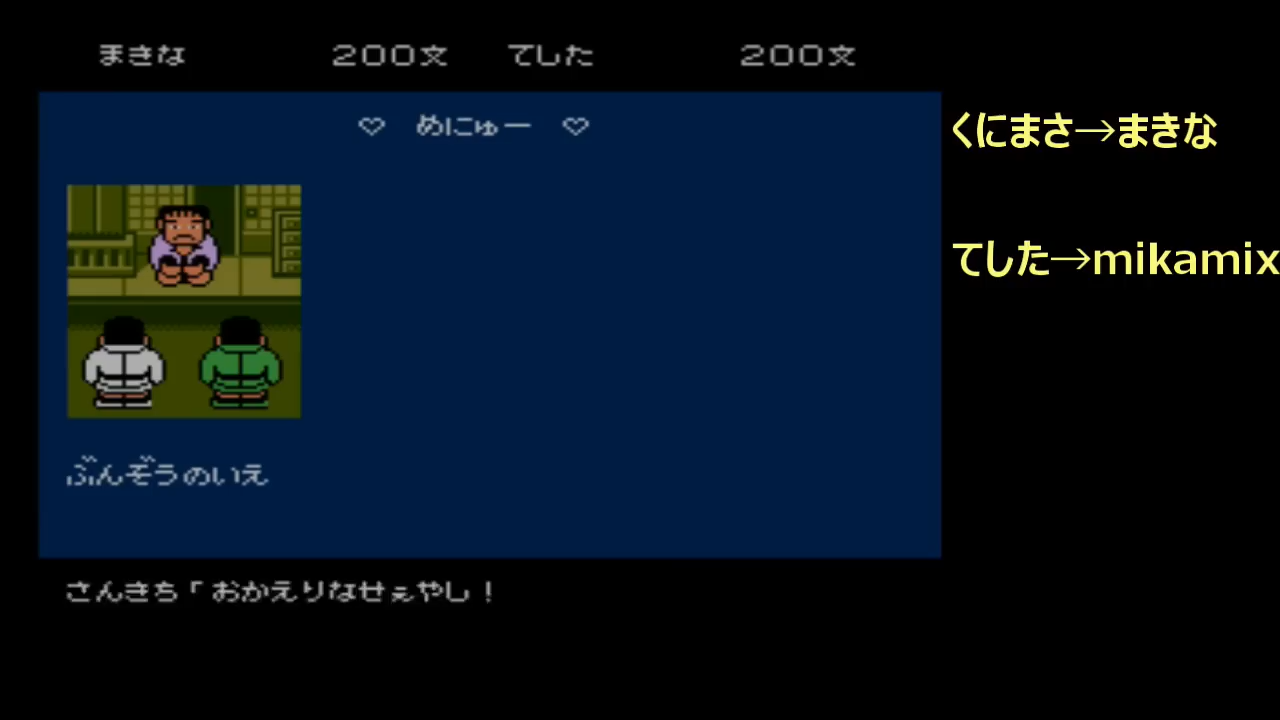 まきな 200文 てした 200文
♡ めにゅー ♡
くにまさ→まきな
てした→mikamix
ぶんぞうのいえ
さんきち「おかえりなせぇやし！